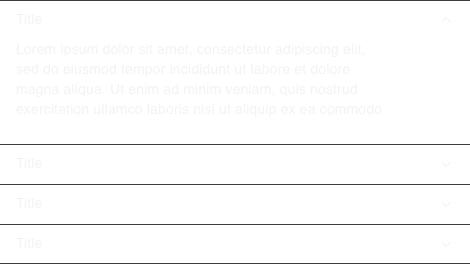 Title
Lorem ipsum dolor sit amet, consectetur adipiscing elit,
sed do eiusmod tempor incididunt ut labore et dolore
magna aliqua. Ut enim ad minim veniam, quis nostrud
exercitation ullamco laboris nisi ut aliquip ex ea commodo
Title
Title
Title